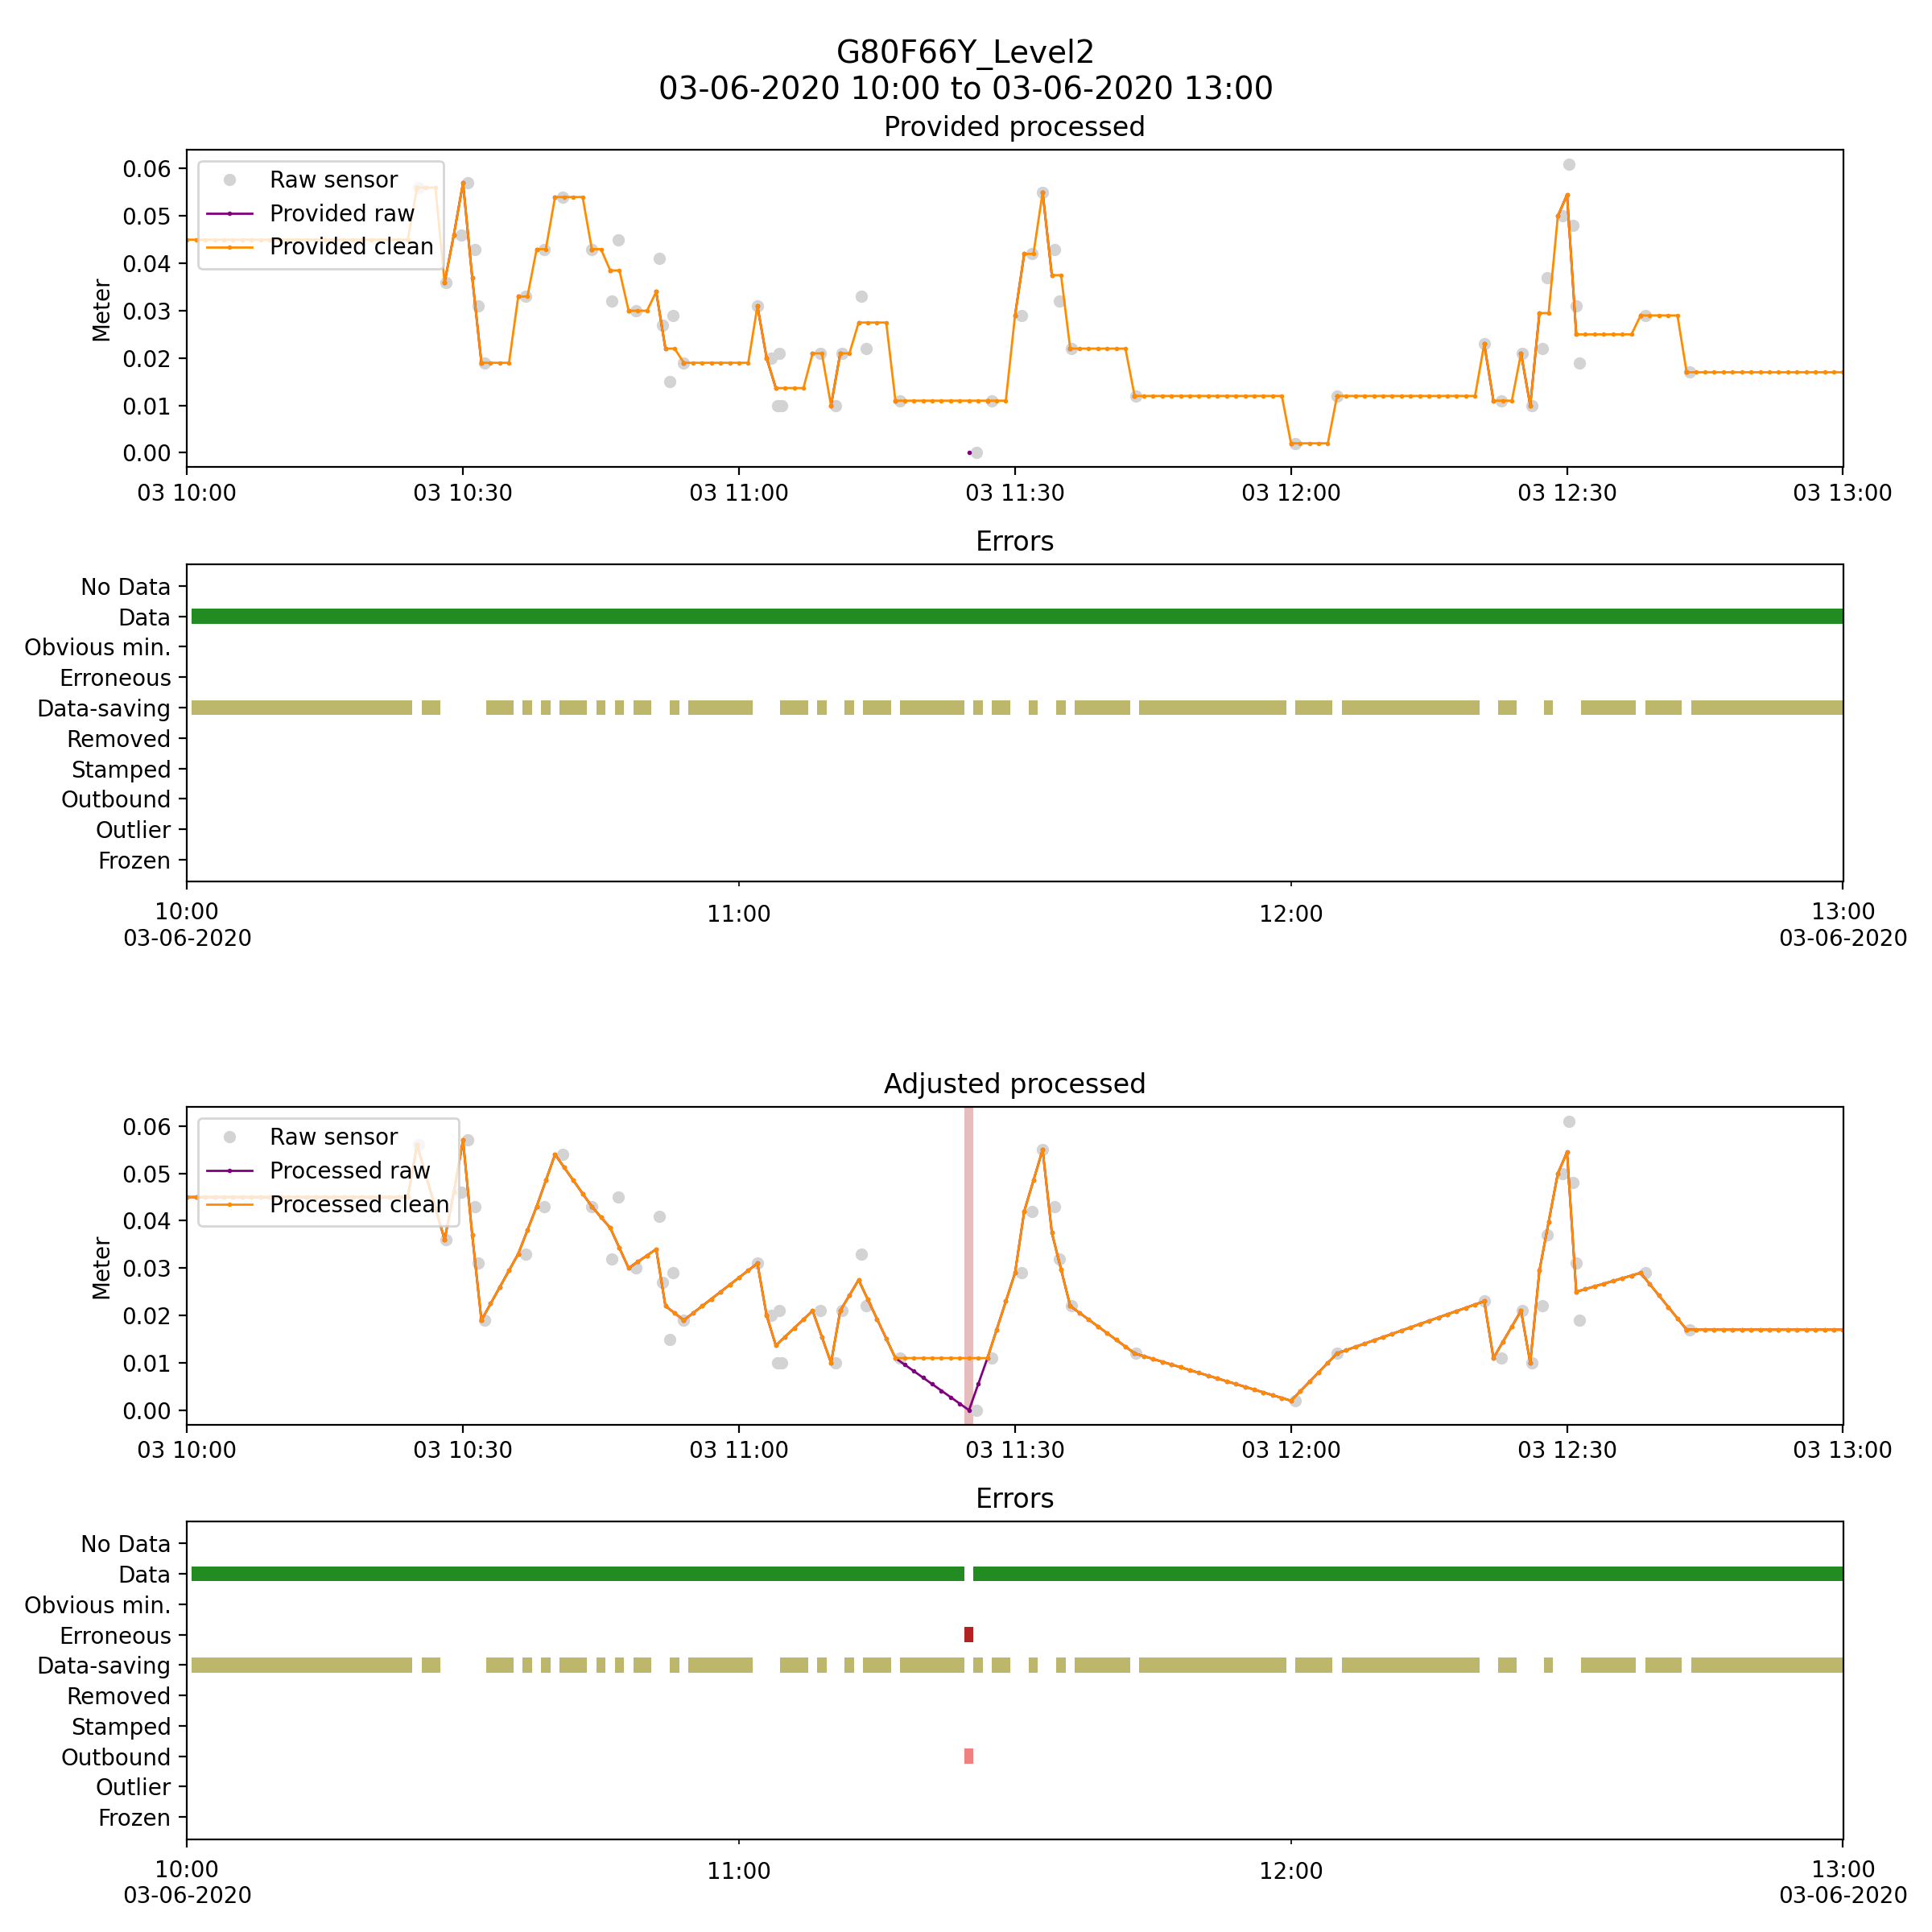 G80F66Y_Level2
03-06-2020 10:00 to 03-06-2020 13:00
Provided processed
Meter
0.06
0.05
0.04
0.03
0.02
0.01
0.00
Raw sensor
Provided raw
Provided clean
03 10:00 03 10:30 03 11:00 03 11:30 03 12:00 03 12:30 03 13:00
Errors
No Data
Data
Obvious min.
Erroneous
Data-saving
Removed
Stamped
Outbound
Outlier
Frozen
10:00 11:00 12:00 13:00
03-06-2020 03-06-2020
Adjusted processed
Meter
0.06
0.05
0.04
0.03
0.02
0.01
0.00
Raw sensor
Processed raw
Processed clean
03 10:00 03 10:30 03 11:00 03 11:30 03 12:00 03 12:30 03 13:00
Errors
No Data
Data
Obvious min.
Erroneous
Data-saving
Removed
Stamped
Outbound
Outlier
Frozen
10:00 11:00 12:00 13:00
03-06-2020 03-06-2020